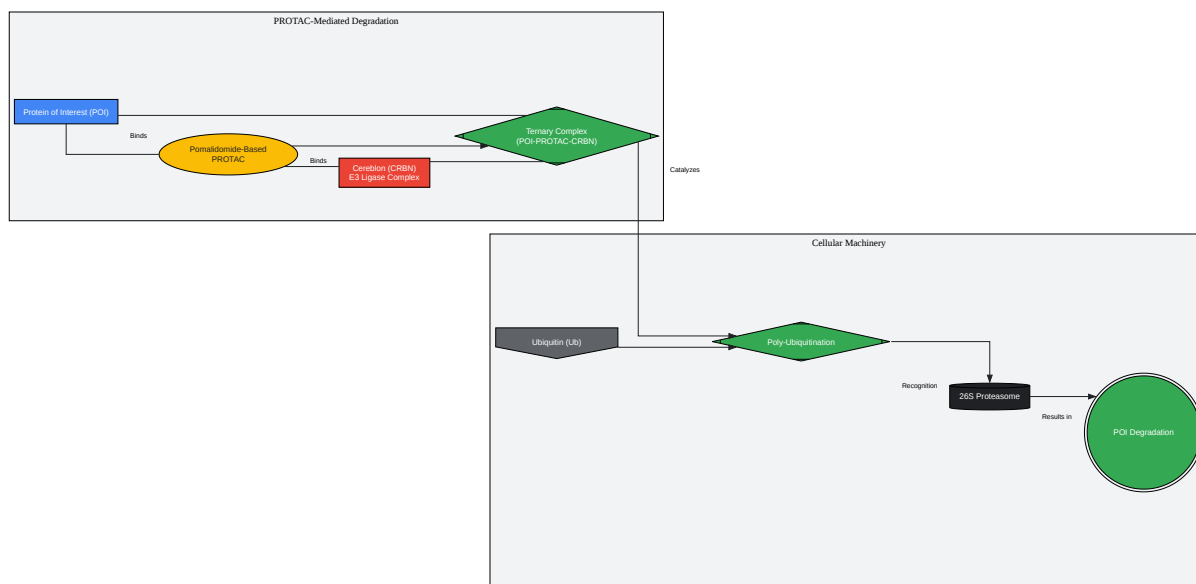 PROTAC-Mediated Degradation
Protein of Interest (POI)
Binds
Pomalidomide-Based
PROTAC
Binds
Cereblon (CRBN)
E3 Ligase Complex
Ternary Complex
(POI-PROTAC-CRBN)
Catalyzes
Cellular Machinery
Ubiquitin (Ub)
Poly-Ubiquitination
Recognition
26S Proteasome
Results in
POI Degradation